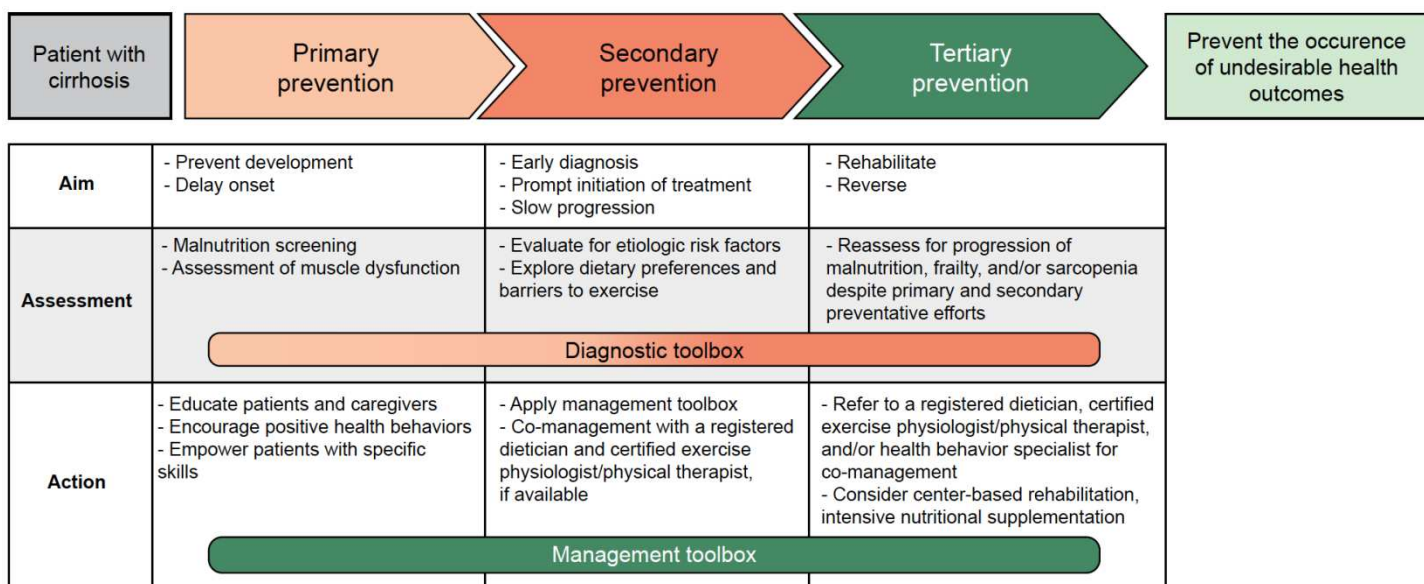 Patient with
cirrhosis
Primary
prevention
Secondary
prevention
Tertiary
prevention
Prevent the occurence
of undesirable health
outcomes
Aim
- Prevent development
- Delay onset
- Early diagnosis
- Prompt initiation of treatment
- Slow progression
- Rehabilitate
- Reverse
Assessment
- Malnutrition screening
- Assessment of muscle dysfunction
- Evaluate for etiologic risk factors
- Explore dietary preferences and
barriers to exercise
- Reassess for progression of
malnutrition, frailty, and/or sarcopenia
despite primary and secondary
preventative efforts
Diagnostic toolbox
Action
- Educate patients and caregivers
- Encourage positive health behaviors
- Empower patients with specific
skills
- Apply management toolbox
- Co-management with a registered
dietician and certified exercise
physiologist/physical therapist,
if available
- Refer to a registered dietician, certified
exercise physiologist/physical therapist,
and/or health behavior specialist for
co-management
- Consider center-based rehabilitation,
intensive nutritional supplementation
Management toolbox